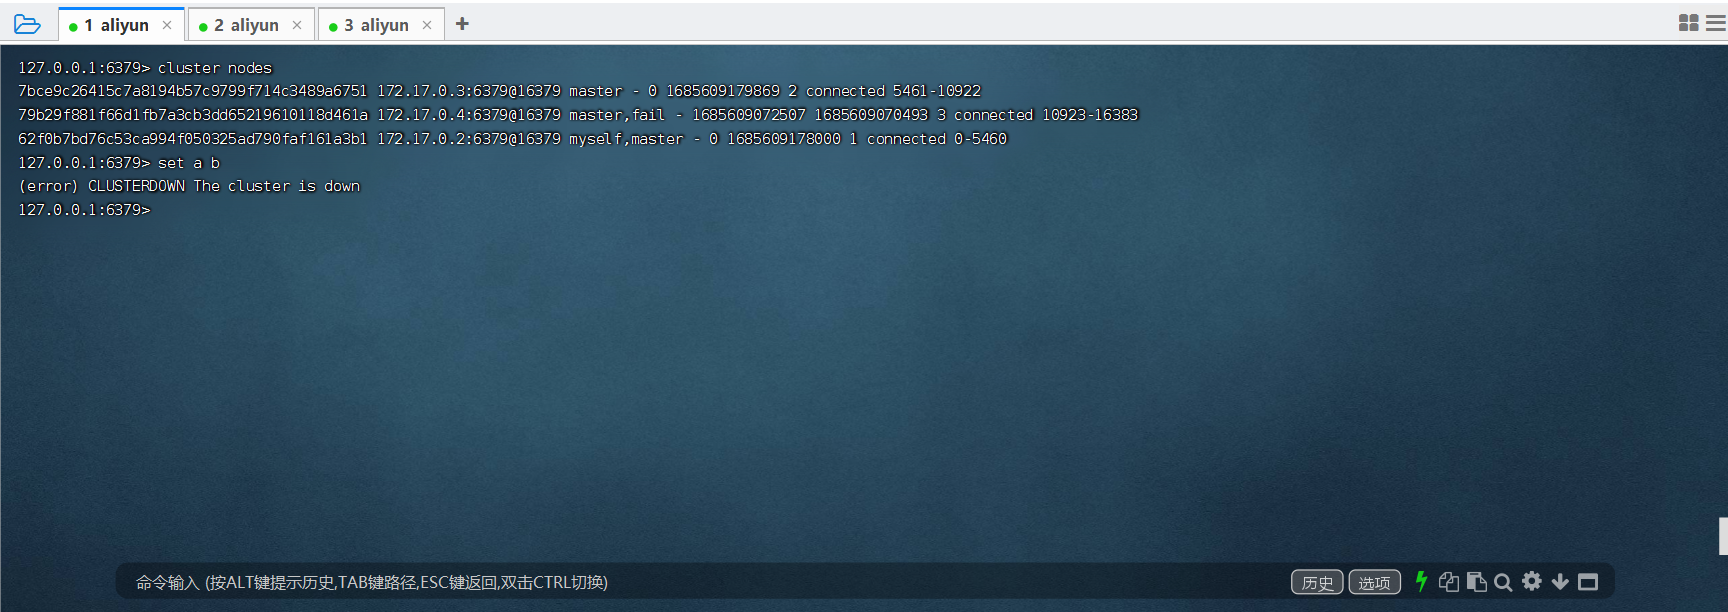 1 aliyun × 2 aliyun × 3 aliyun × +
127.0.0.1:6379> cluster nodes
7bce9c26415c7a8194b57c9799f714c3489a6751 172.17.0.3:6379@16379 master - 0 1685609179869 2 connected 5461-10922
79b29f881f66d1fb7a3cb3dd65219610118d461a 172.17.0.4:6379@16379 master,fail - 1685609072507 1685609070493 3 connected 10923-16383
62f0b7bd76c53ca994f050325ad790faf161a3b1 172.17.0.2:6379@16379 myself,master - 0 1685609178000 1 connected 0-5460
127.0.0.1:6379> set a b
(error) CLUSTERDOWN The cluster is down
127.0.0.1:6379>
命令输入 (按ALT键提示历史,TAB键路径,ESC键返回,双击CTRL切换) 历史 选项